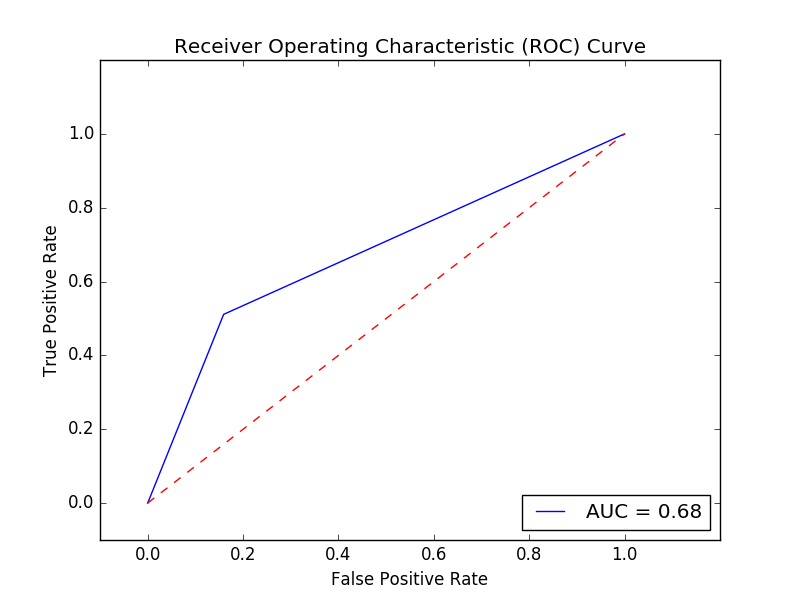 Receiver Operating Characteristic (ROC) Curve
True Positive Rate
1.0
0.8
0.6
0.4
0.2
0.0
AUC = 0.68
0.0 0.2 0.4 0.6 0.8 1.0
False Positive Rate